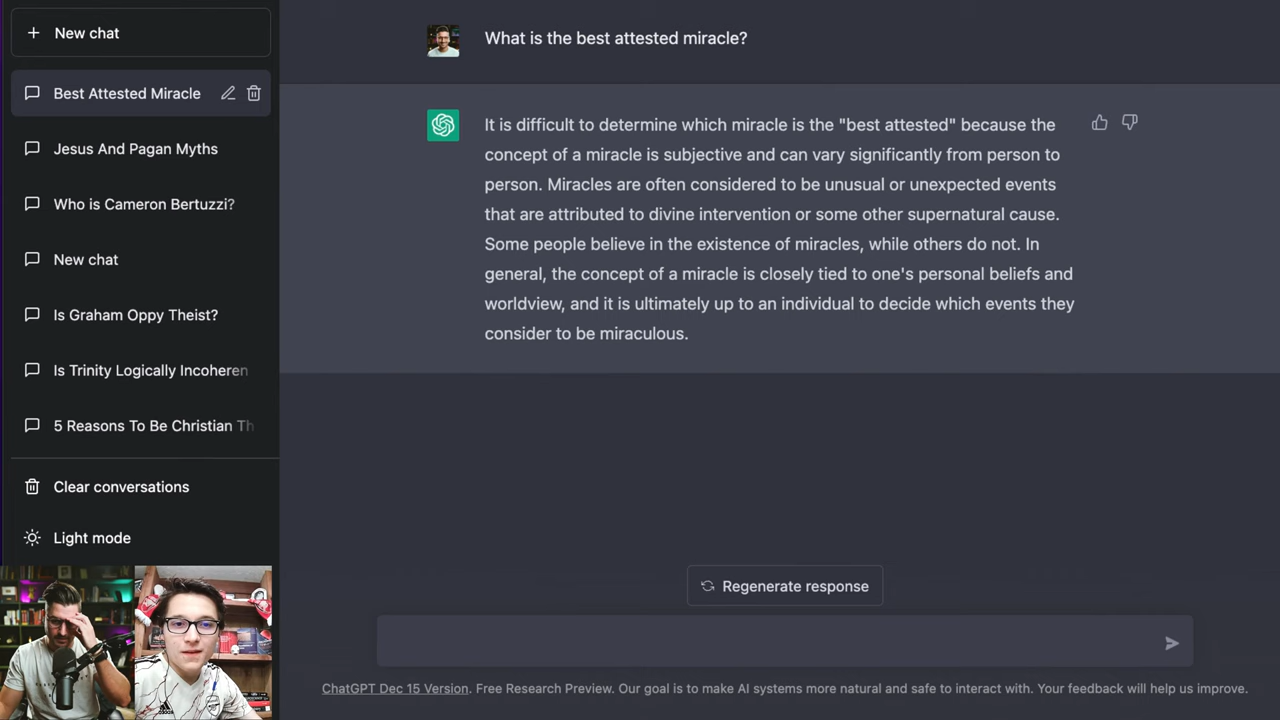 New chat
Best Attested Miracle
Jesus And Pagan Myths
Who is Cameron Bertuzzi?
New chat
Is Graham Oppy Theist?
Is Trinity Logically Incoheren
5 Reasons To Be Christian Th
Clear conversations
Light mode
What is the best attested miracle?
It is difficult to determine which miracle is the "best attested" because the
concept of a miracle is subjective and can vary significantly from person to
person. Miracles are often considered to be unusual or unexpected events
that are attributed to divine intervention or some other supernatural cause.
Some people believe in the existence of miracles, while others do not. In
general, the concept of a miracle is closely tied to one's personal beliefs and
worldview, and it is ultimately up to an individual to decide which events they
consider to be miraculous.
Regenerate response
ChatGPT Dec 15 Version. Free Research Preview. Our goal is to make AI systems more natural and safe to interact with. Your feedback will help us improve.